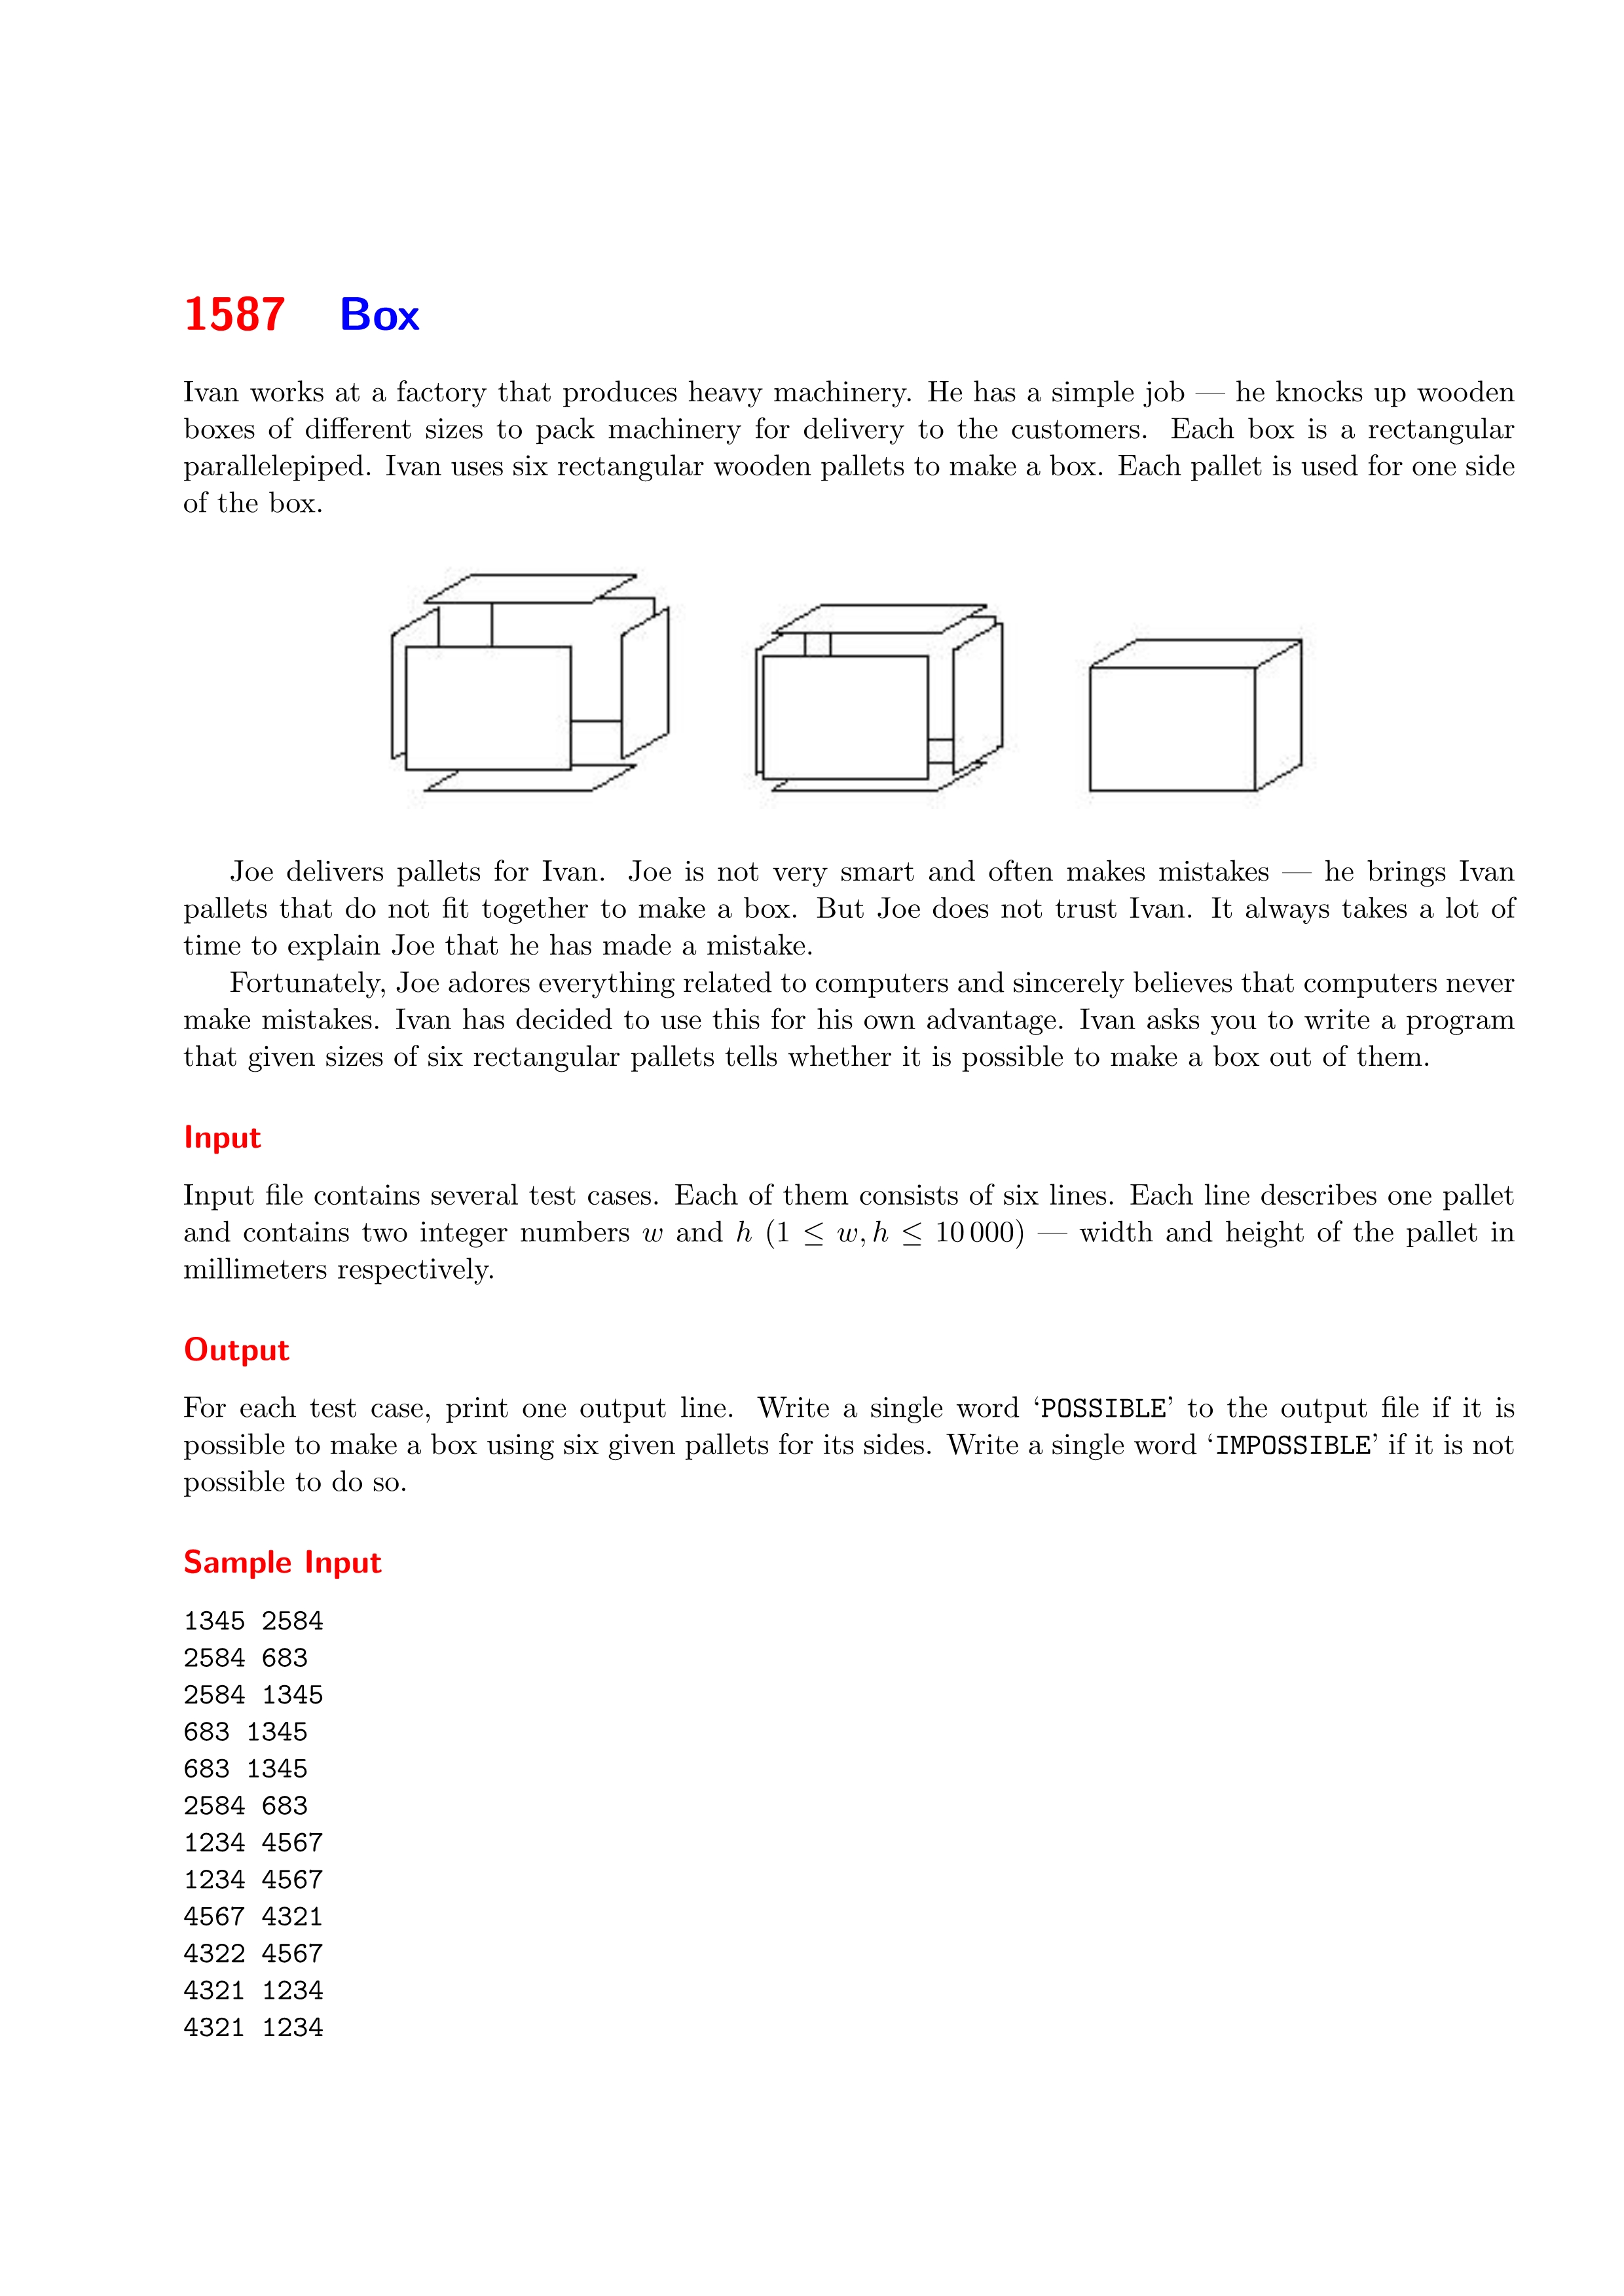 1587 Box
Ivan works at a factory that produces heavy machinery. He has a simple job — he knocks up wooden
boxes of different sizes to pack machinery for delivery to the customers. Each box is a rectangular
parallelepiped. Ivan uses six rectangular wooden pallets to make a box. Each pallet is used for one side
of the box.
Joe delivers pallets for Ivan. Joe is not very smart and often makes mistakes — he brings Ivan
pallets that do not fit together to make a box. But Joe does not trust Ivan. It always takes a lot of
time to explain Joe that he has made a mistake.
Fortunately, Joe adores everything related to computers and sincerely believes that computers never
make mistakes. Ivan has decided to use this for his own advantage. Ivan asks you to write a program
that given sizes of six rectangular pallets tells whether it is possible to make a box out of them.
Input
Input file contains several test cases. Each of them consists of six lines. Each line describes one pallet
and contains two integer numbers w and h (1 ≤ w, h ≤ 10 000) — width and height of the pallet in
millimeters respectively.
Output
For each test case, print one output line. Write a single word ‘POSSIBLE’ to the output file if it is
possible to make a box using six given pallets for its sides. Write a single word ‘IMPOSSIBLE’ if it is not
possible to do so.
Sample Input
1345 2584
2584 683
2584 1345
683 1345
683 1345
2584 683
1234 4567
1234 4567
4567 4321
4322 4567
4321 1234
4321 1234